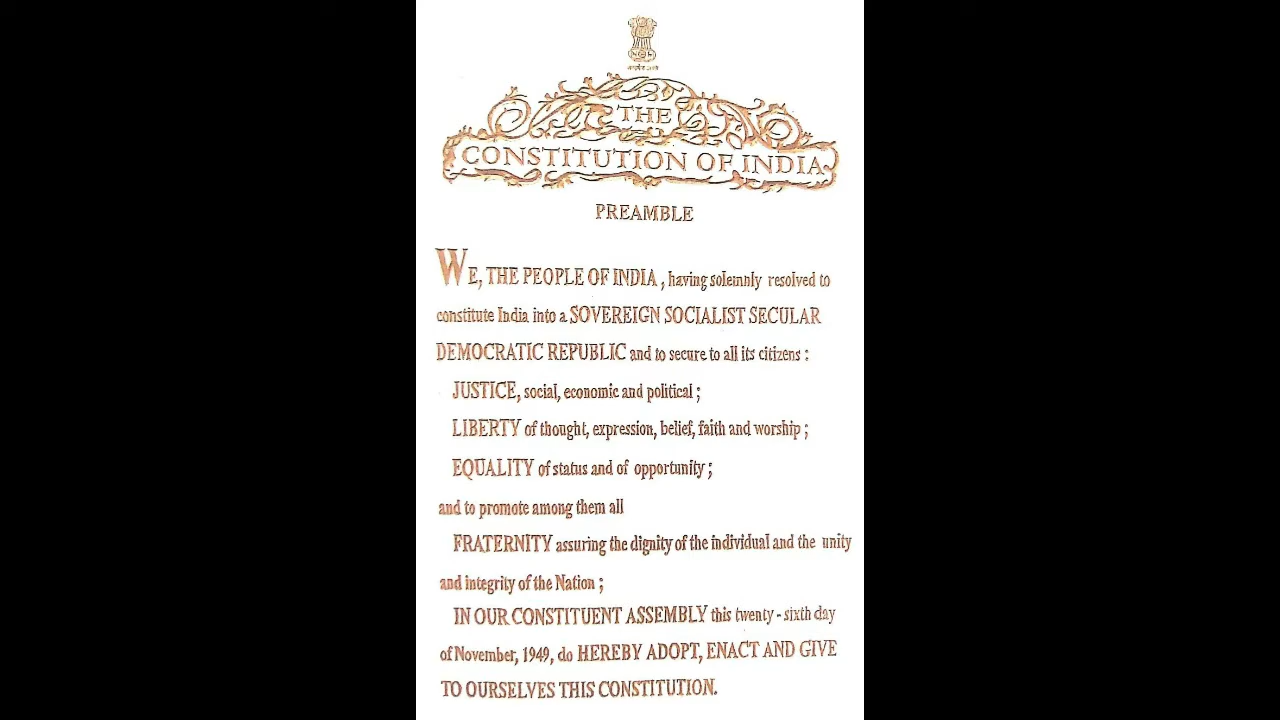 THE
CONSTITUTION OF INDIA
PREAMBLE
WE, THE PEOPLE OF INDIA , having solemnly resolved to
constitute India into a SOVEREIGN SOCIALIST SECULAR
DEMOCRATIC REPUBLIC and to secure to all its citizens :
JUSTICE, social, economic and political ;
LIBERTY of thought, expression, belief, faith and worship ;
EQUALITY of status and of opportunity ;
and to promote among them all
FRATERNITY assuring the dignity of the individual and the unity
and integrity of the Nation ;
IN OUR CONSTITUENT ASSEMBLY this twenty - sixth day
of November, 1949, do HEREBY ADOPT, ENACT AND GIVE
TO OURSELVES THIS CONSTITUTION.